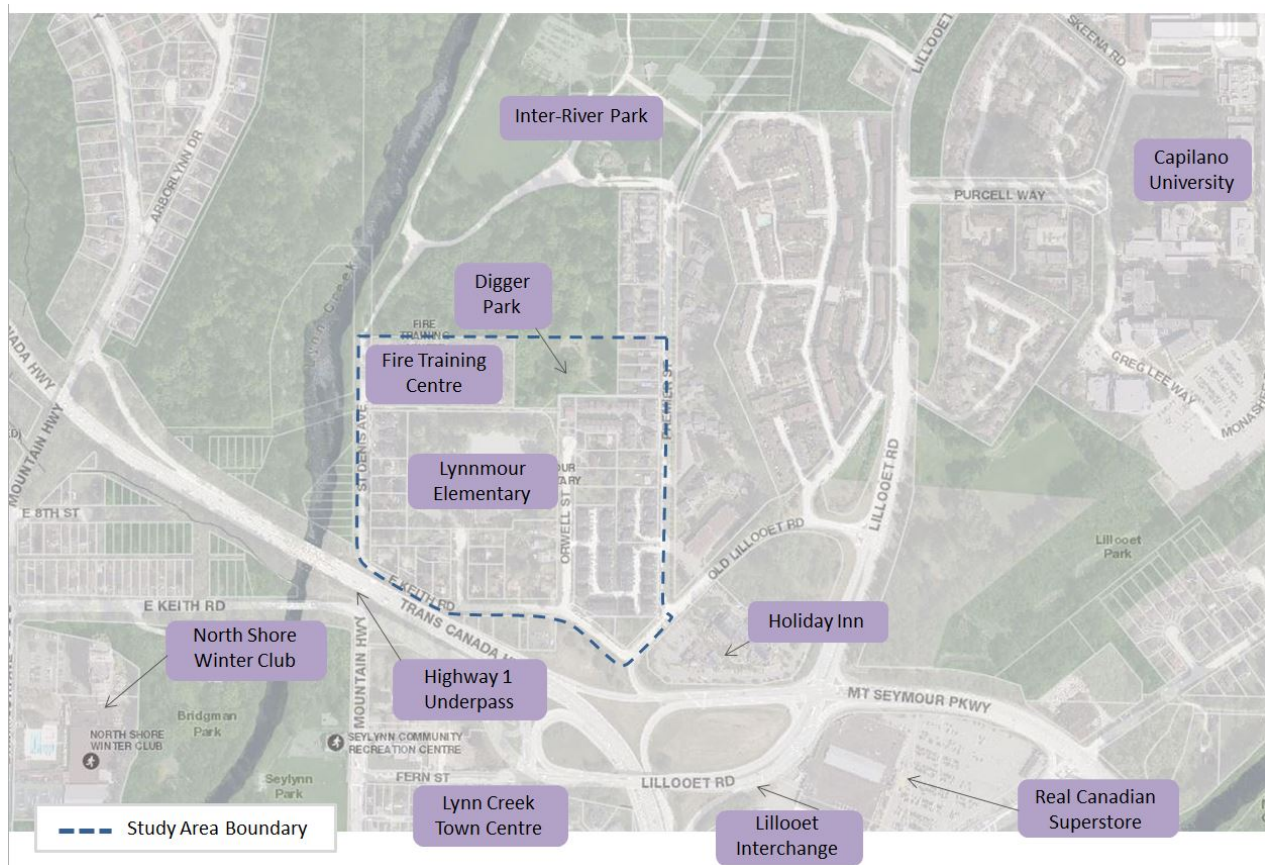 LILLOOET
SKEENA RD
Inter-River Park
Capilano
University
ARBORLYNN DR
PURCELL WAY
Lynn Creek
Digger
Park
FIRE
TRAINING
Fire Training
Centre
MOUNTAIN HWY
PREMIER ST
GREG LEE WAY
ST DENIS AVE
Lynnmour
Elementary
ORWELL ST
LILLOOET RD
MOUNTAIN HWY
E 8TH ST
OLD LILLOOET RD
Lillooet
Park
E KEITH RD
E KEITH RD
TRANS CANADA
North Shore
Winter Club
Holiday Inn
Highway 1
Underpass
MOUNTAIN HWY
MT SEYMOUR PKWY
Bridgman
Park
NORTH SHORE
WINTER CLUB
SEYLYNN COMMUNITY
RECREATION CENTRE
Seylynn
Park
FERN ST
LILLOOET RD
Lynn Creek
Town Centre
Real Canadian
Superstore
Lillooet
Interchange
Study Area Boundary